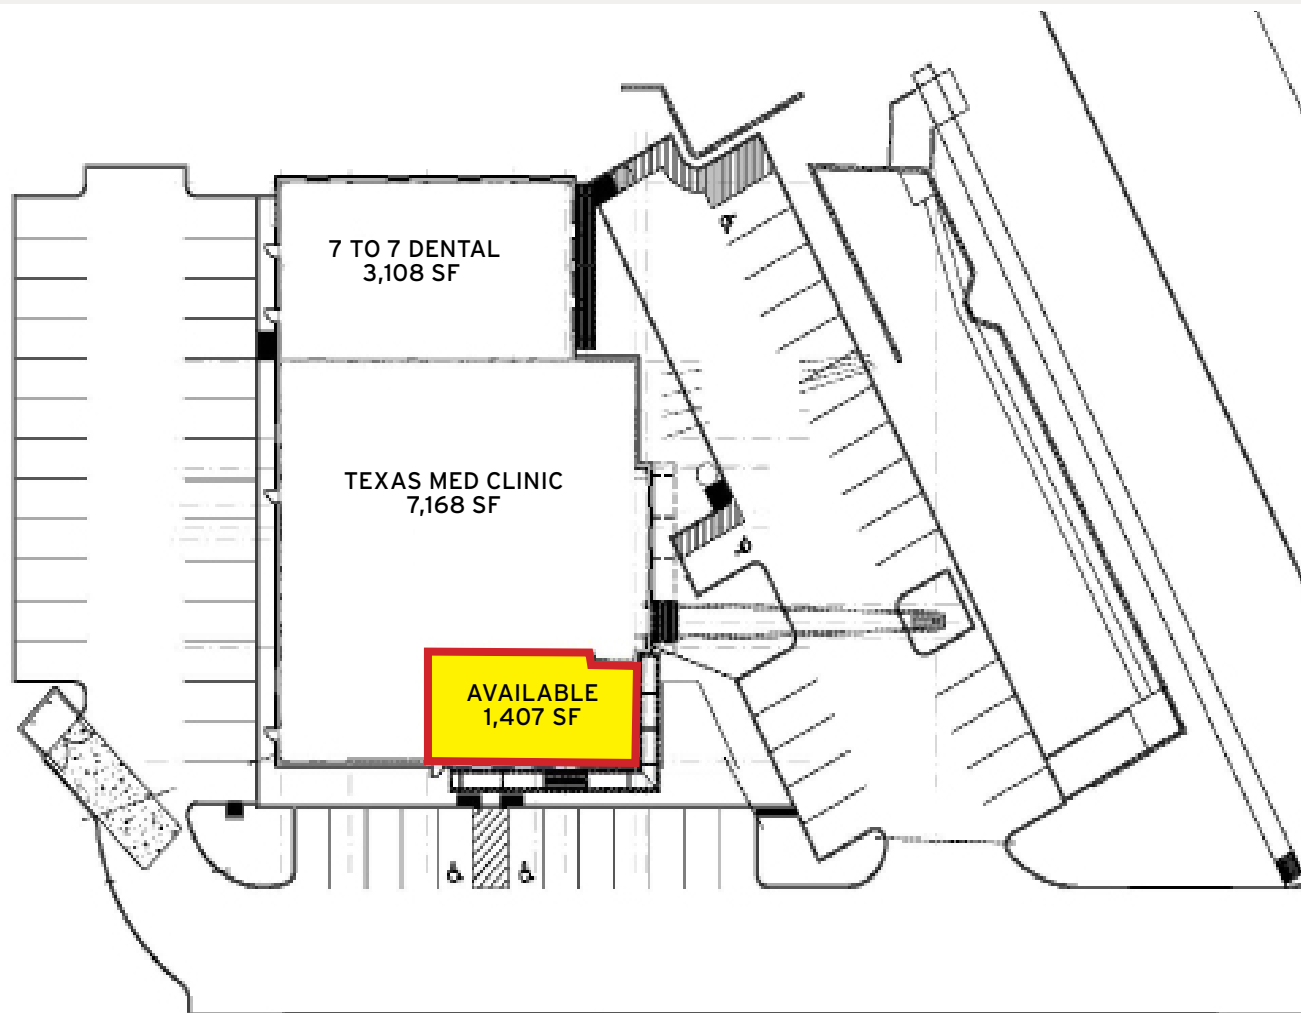 7 TO 7 DENTAL
3,108 SF
TEXAS MED CLINIC
7,168 SF
AVAILABLE
1,407 SF